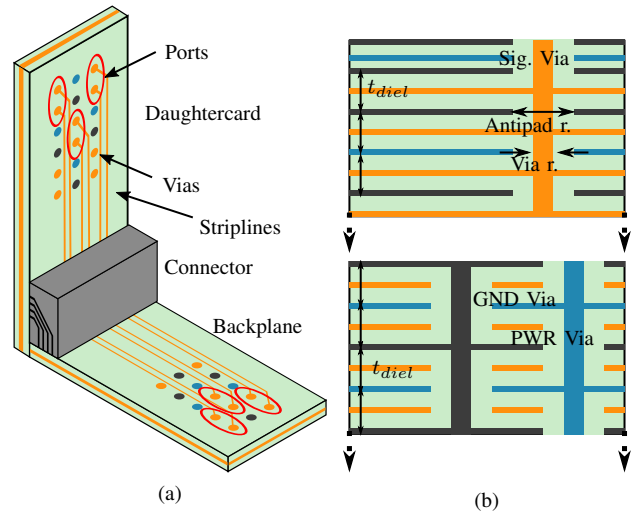 Ports
Daughtercard
Vias
Striplines
Connector
Backplane
(a)
Sig. Via
t_diel
Antipad r.
Via r.
GND Via
PWR Via
t_diel
(b)